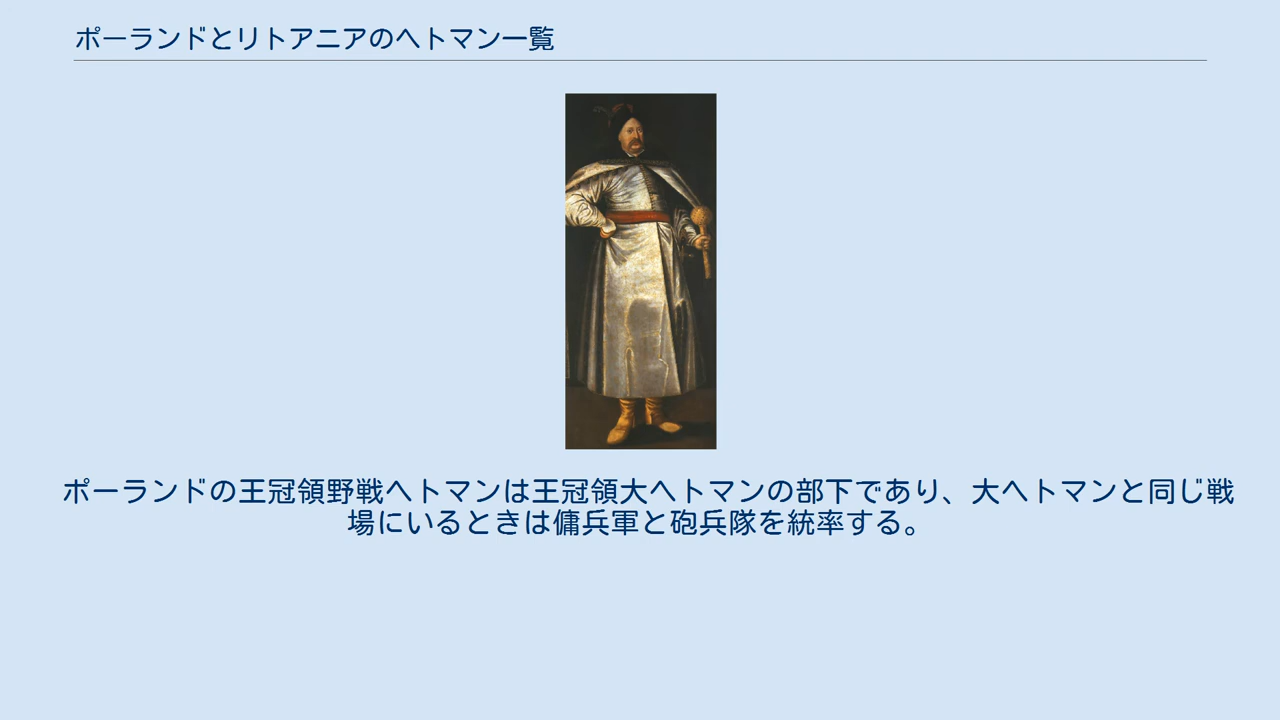 ポーランドとリトアニアのヘトマン一覧
ポーランドの王冠領野戦ヘトマンは王冠領大ヘトマンの部下であり、大ヘトマンと同じ戦
場にいるときは傭兵軍と砲兵隊を統率する。